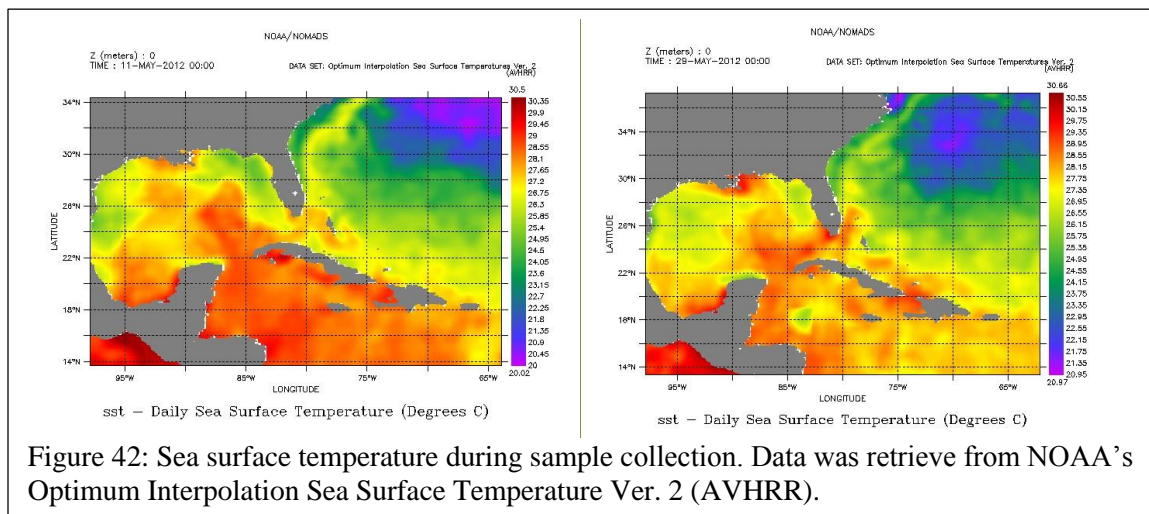 NOAA/NOMADS
Z (meters) : 0
TIME : 11-MAY-2012 00:00
DATA SET: Optimum Interpolation Sea Surface Temperatures Ver. 2
(AVHRR)
30.5
30.35
29.9
29.45
29
28.55
28.1
27.65
27.2
26.75
26.3
25.85
25.4
24.95
24.5
24.05
23.6
23.15
22.7
22.25
21.8
21.35
20.9
20.45
20
20.02
34°N
30°N
26°N
22°N
18°N
14°N
LATITUDE
95°W
85°W
75°W
65°W
LONGITUDE
sst – Daily Sea Surface Temperature (Degrees C)
NOAA/NOMADS
Z (meters) : 0
TIME : 29-MAY-2012 00:00
DATA SET: Optimum Interpolation Sea Surface Temperatures Ver. 2
(AVHRR)
30.66
30.55
30.15
29.75
29.35
28.95
28.55
28.15
27.75
27.35
26.95
26.55
26.15
25.75
25.35
24.95
24.55
24.15
23.75
23.35
22.95
22.55
22.15
21.75
21.35
20.95
20.97
34°N
30°N
26°N
22°N
18°N
14°N
LATITUDE
95°W
85°W
75°W
65°W
LONGITUDE
sst – Daily Sea Surface Temperature (Degrees C)
Figure 42: Sea surface temperature during sample collection. Data was retrieve from NOAA’s
Optimum Interpolation Sea Surface Temperature Ver. 2 (AVHRR).